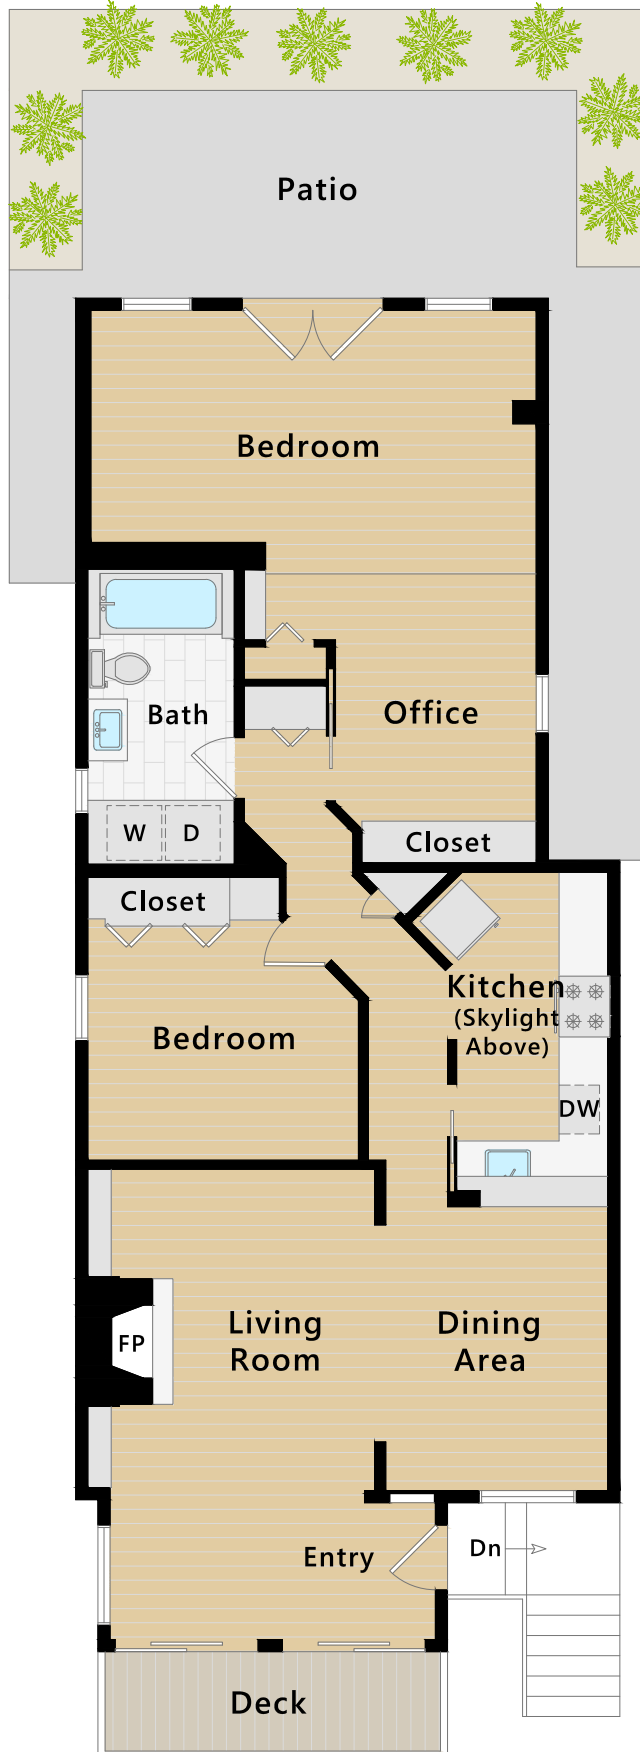 Patio
Bedroom
Bath
Office
W
D
Closet
Closet
Kitchen
(Skylight
Above)
Bedroom
DW
Living
Room
Dining
Area
FP
Entry
Dn
Deck